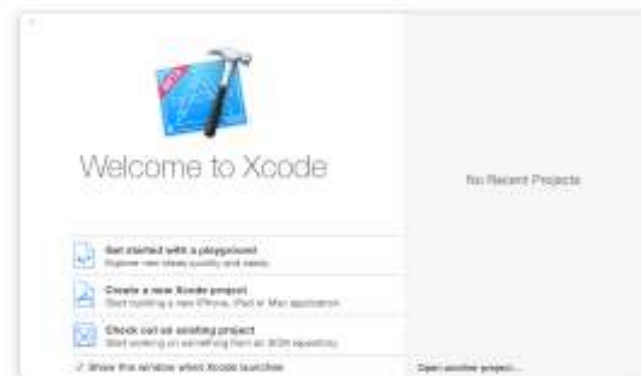 BETA
Welcome to Xcode
No Recent Projects
Get started with a playground
Explore new ideas quickly and easily.
Create a new Xcode project
Start building a new iPhone, iPad or Mac application.
Check out an existing project
Start working on something from an SCM repository.
Show this window when Xcode launches
Open another project...